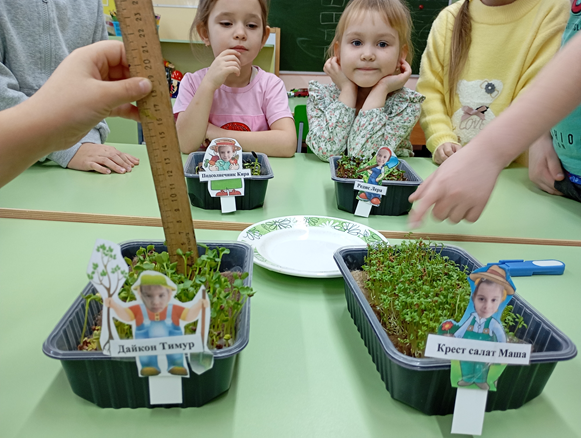 Подсолнечник Кира
Редис Лера
Дайкон Тимур
Кресс салат Маша